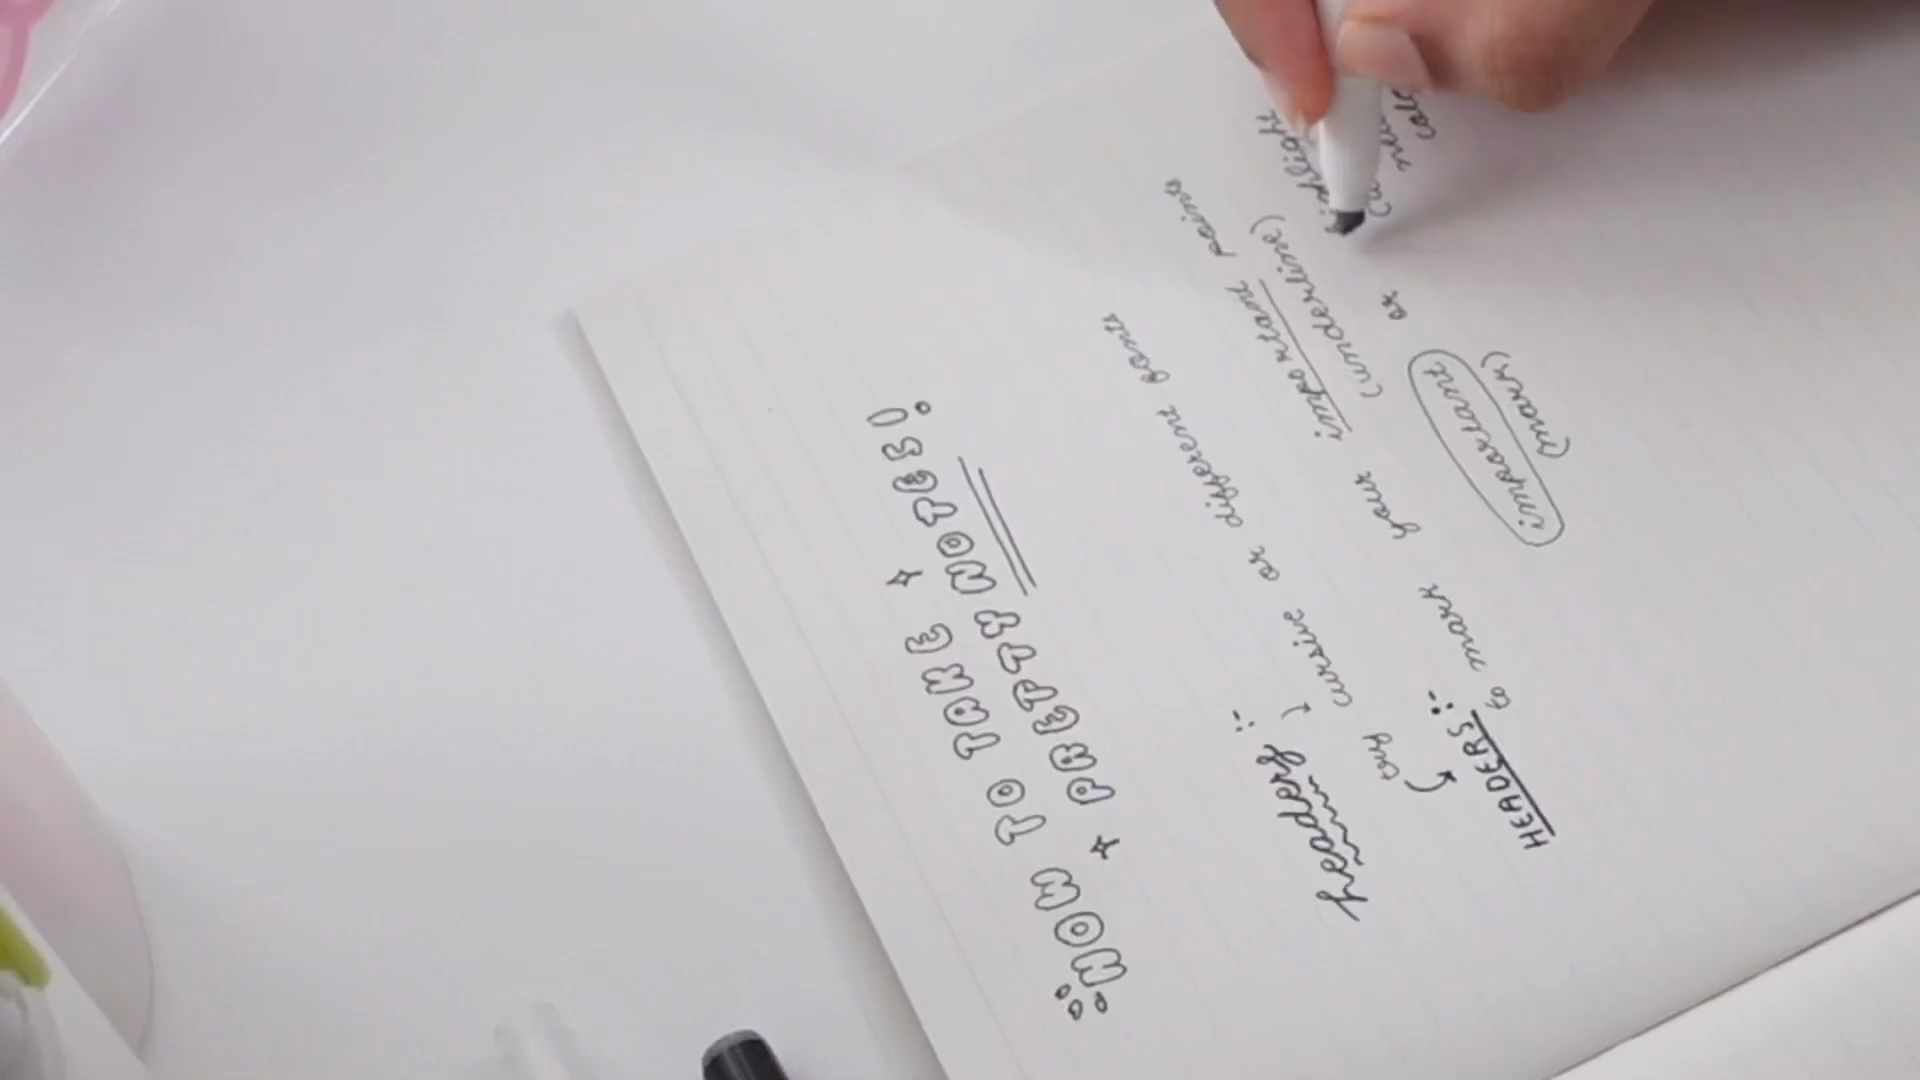 HOW TO TAKE
PRETTY NOTES!
headers :-
try cursive or different fonts
HEADERS :-
to mark your important points
(underline)
important or
(mark)